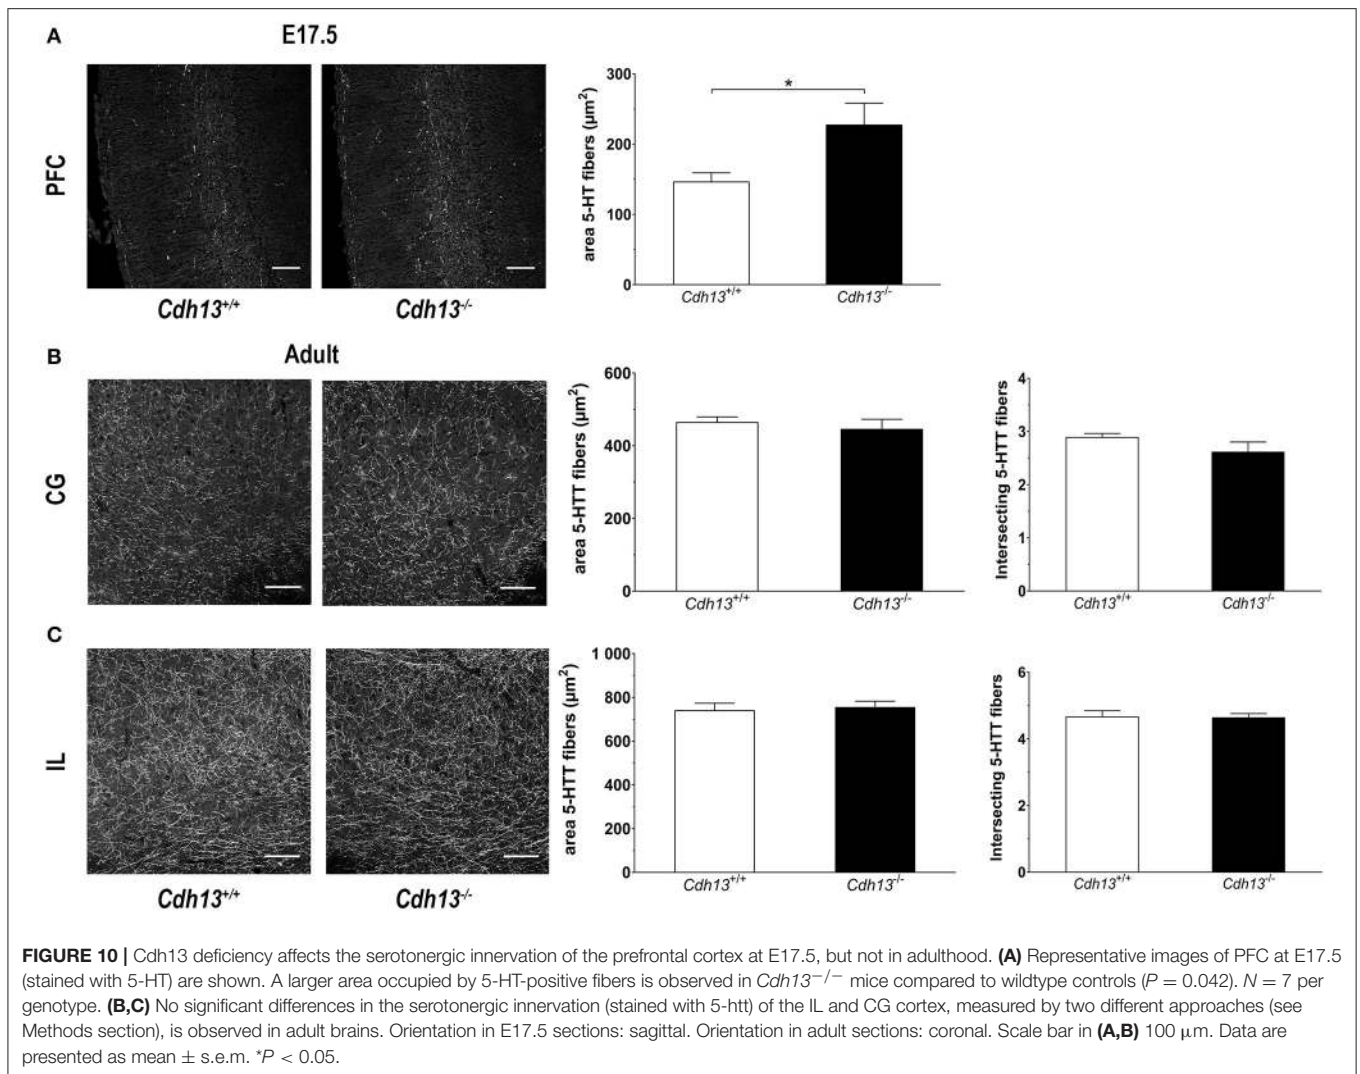 A
E17.5
PFC
Cdh13+/+
Cdh13-/-
area 5-HT fibers (µm2)
300
200
100
0
*
Cdh13+/+
Cdh13-/-
B
Adult
CG
area 5-HTT fibers (µm2)
600
400
200
0
Cdh13+/+
Cdh13-/-
Intersecting 5-HTT fibers
4
3
2
1
0
Cdh13+/+
Cdh13-/-
C
IL
Cdh13+/+
Cdh13-/-
area 5-HTT fibers (µm2)
1 000
800
600
400
200
0
Cdh13+/+
Cdh13-/-
Intersecting 5-HTT fibers
6
4
2
0
Cdh13+/+
Cdh13-/-
FIGURE 10 | Cdh13 deficiency affects the serotonergic innervation of the prefrontal cortex at E17.5, but not in adulthood. (A) Representative images of PFC at E17.5
(stained with 5-HT) are shown. A larger area occupied by 5-HT-positive fibers is observed in Cdh13−/− mice compared to wildtype controls (P = 0.042). N = 7 per
genotype. (B,C) No significant differences in the serotonergic innervation (stained with 5-htt) of the IL and CG cortex, measured by two different approaches (see
Methods section), is observed in adult brains. Orientation in E17.5 sections: sagittal. Orientation in adult sections: coronal. Scale bar in (A,B) 100 µm. Data are
presented as mean ± s.e.m. *P < 0.05.